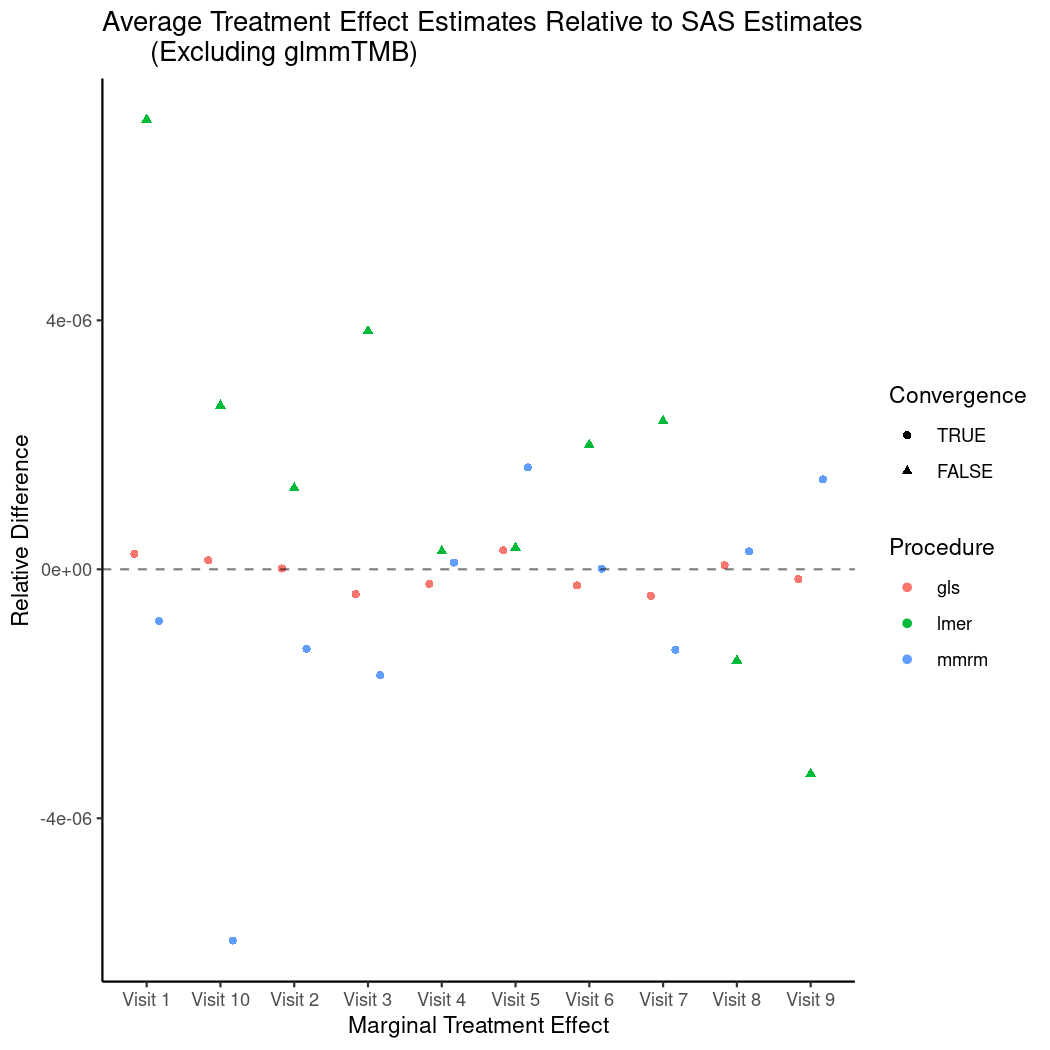 Average Treatment Effect Estimates Relative to SAS Estimates
(Excluding glmmTMB)
4e-06
0e+00
-4e-06
Relative Difference
Visit 1 Visit 10 Visit 2 Visit 3 Visit 4 Visit 5 Visit 6 Visit 7 Visit 8 Visit 9
Marginal Treatment Effect
Convergence
TRUE
FALSE
Procedure
gls
lmer
mmrm